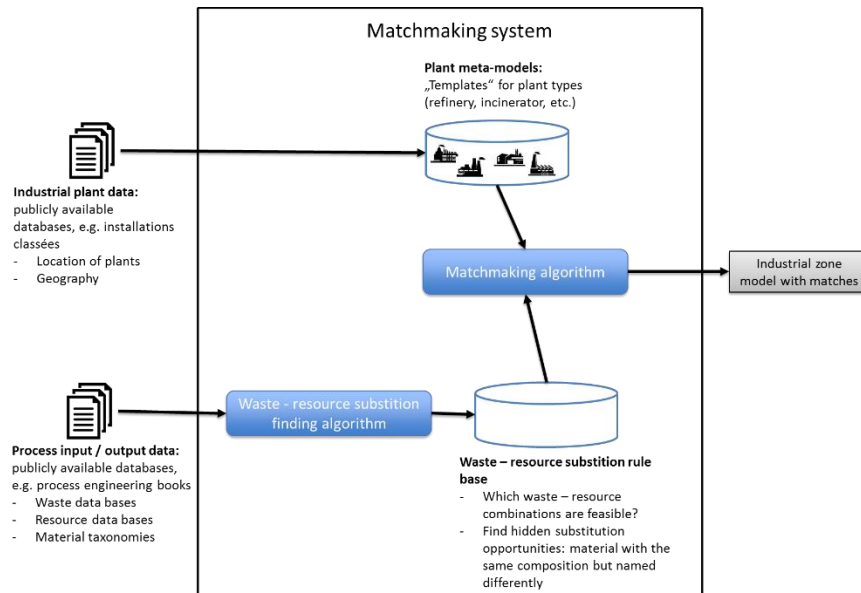 Matchmaking system
Plant meta-models:
„Templates“ for plant types
(refinery, incinerator, etc.)
Industrial plant data:
publicly available
databases, e.g. installations
classées
- Location of plants
- Geography
Matchmaking algorithm
Industrial zone
model with matches
Waste - resource substition
finding algorithm
Process input / output data:
publicly available databases,
e.g. process engineering books
- Waste data bases
- Resource data bases
- Material taxonomies
Waste – resource substition rule
base
- Which waste – resource
combinations are feasible?
- Find hidden substitution
opportunities: material with the
same composition but named
differently